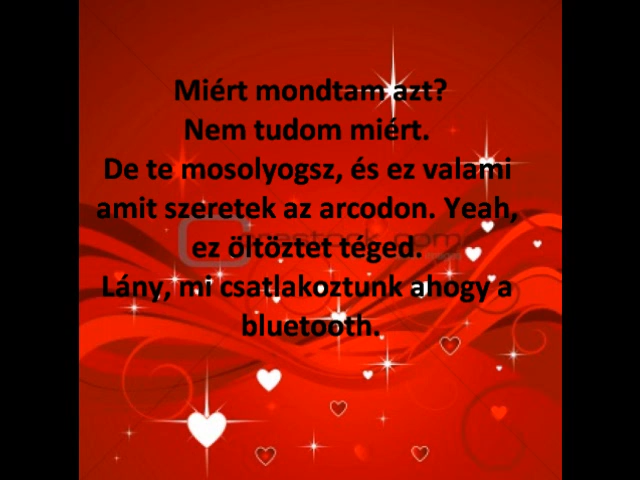 Miért mondtam azt?
Nem tudom miért.
De te mosolyogsz, és ez valami
amit szeretek az arcodon. Yeah,
ez öltöztet téged.
Lány, mi csatlakoztunk ahogy a
bluetooth.